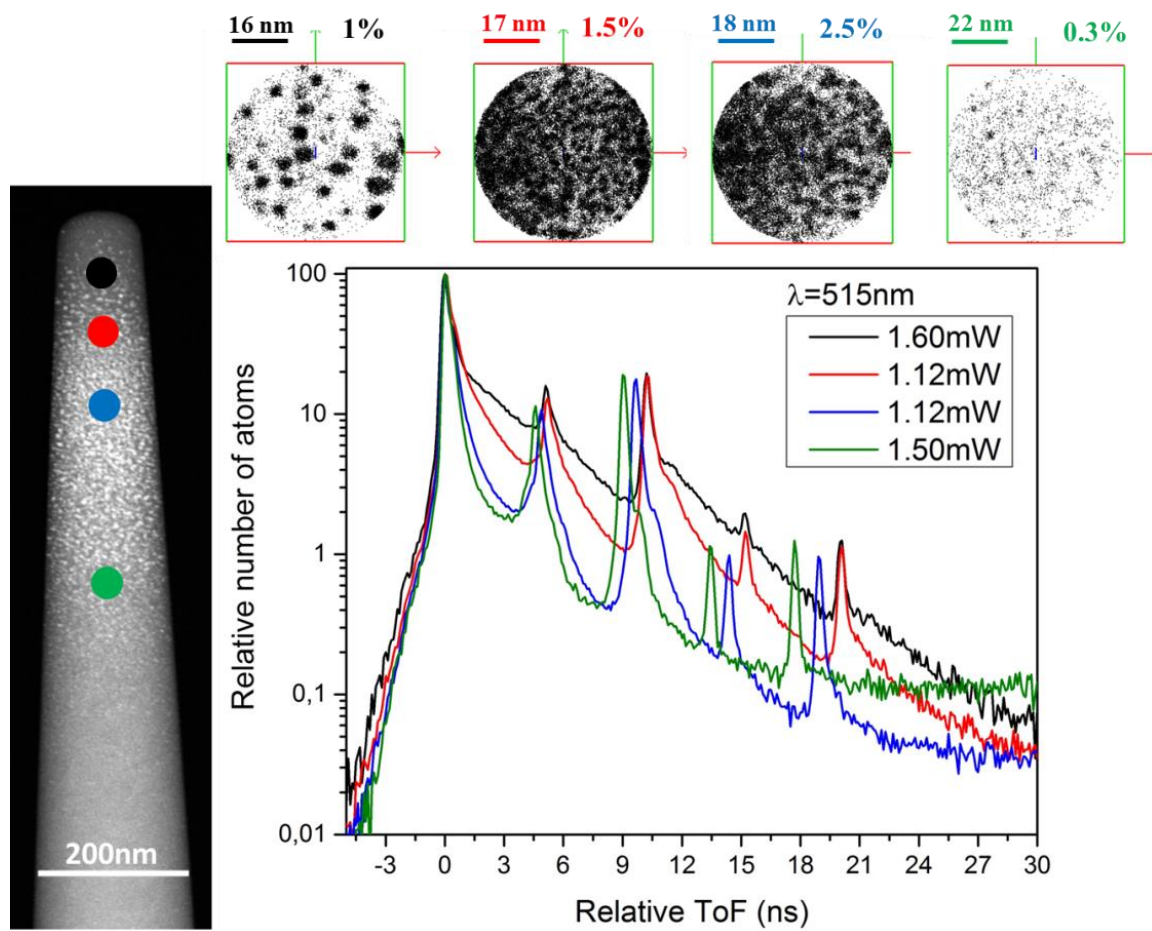 16 nm 1% 17 nm 1.5% 18 nm 2.5% 22 nm 0.3%
200nm
λ=515nm
1.60mW
1.12mW
1.12mW
1.50mW
Relative number of atoms
100
10
1
0,1
0,01
-3 0 3 6 9 12 15 18 21 24 27 30
Relative ToF (ns)